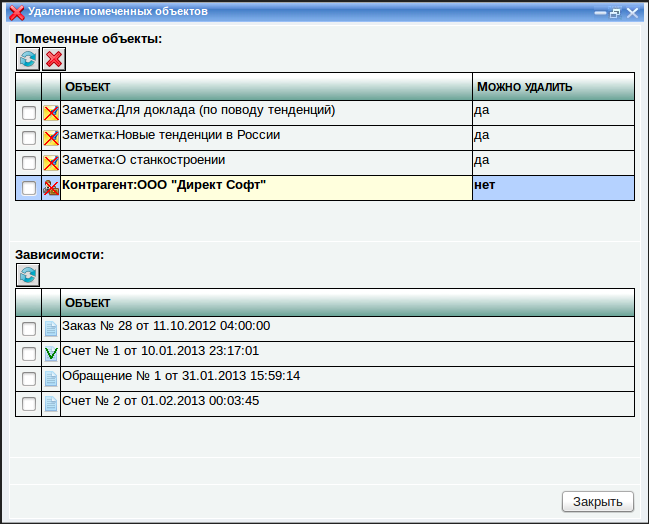 Удаление помеченных объектов
Помеченные объекты:
Объект Можно удалить
Заметка:Для доклада (по поводу тенденций) да
Заметка:Новые тенденции в России да
Заметка:О станкостроении да
Контрагент:ООО "Директ Софт" нет
Зависимости:
Объект
Заказ № 28 от 11.10.2012 04:00:00
Счет № 1 от 10.01.2013 23:17:01
Обращение № 1 от 31.01.2013 15:59:14
Счет № 2 от 01.02.2013 00:03:45
Закрыть